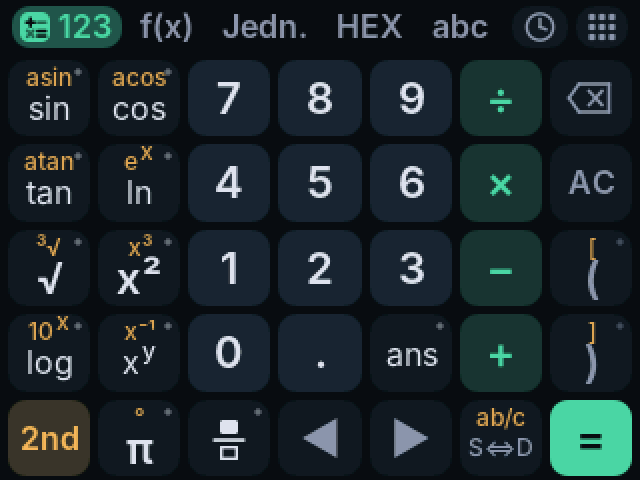 123 f(x) Jedn. HEX abc
asin acos
sin cos 7 8 9 ÷
atan eˣ
tan ln 4 5 6 × AC
³√ x³ [
√ x² 1 2 3 − (
10ˣ x⁻¹ ]
log xʸ 0 . ans + )
° ab/c
2nd π S⇔D =